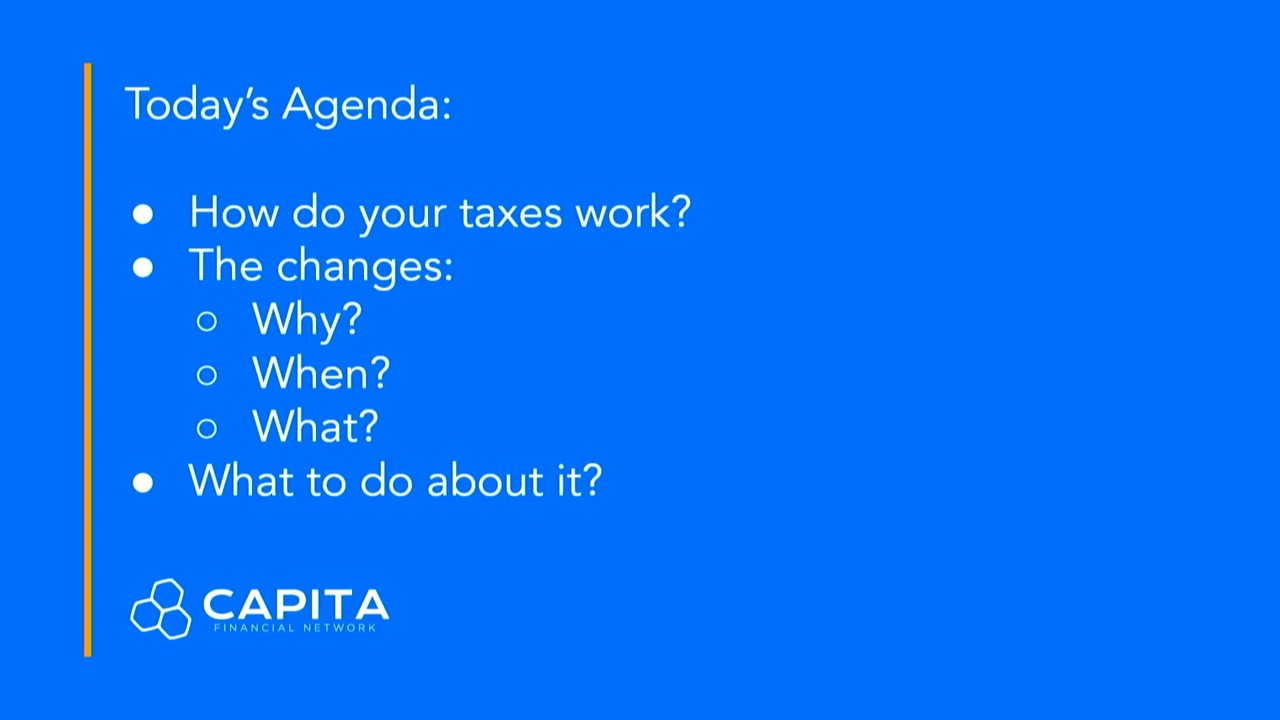 Today's Agenda:
● How do your taxes work?
● The changes:
○ Why?
○ When?
○ What?
● What to do about it?
CAPITA
FINANCIAL NETWORK